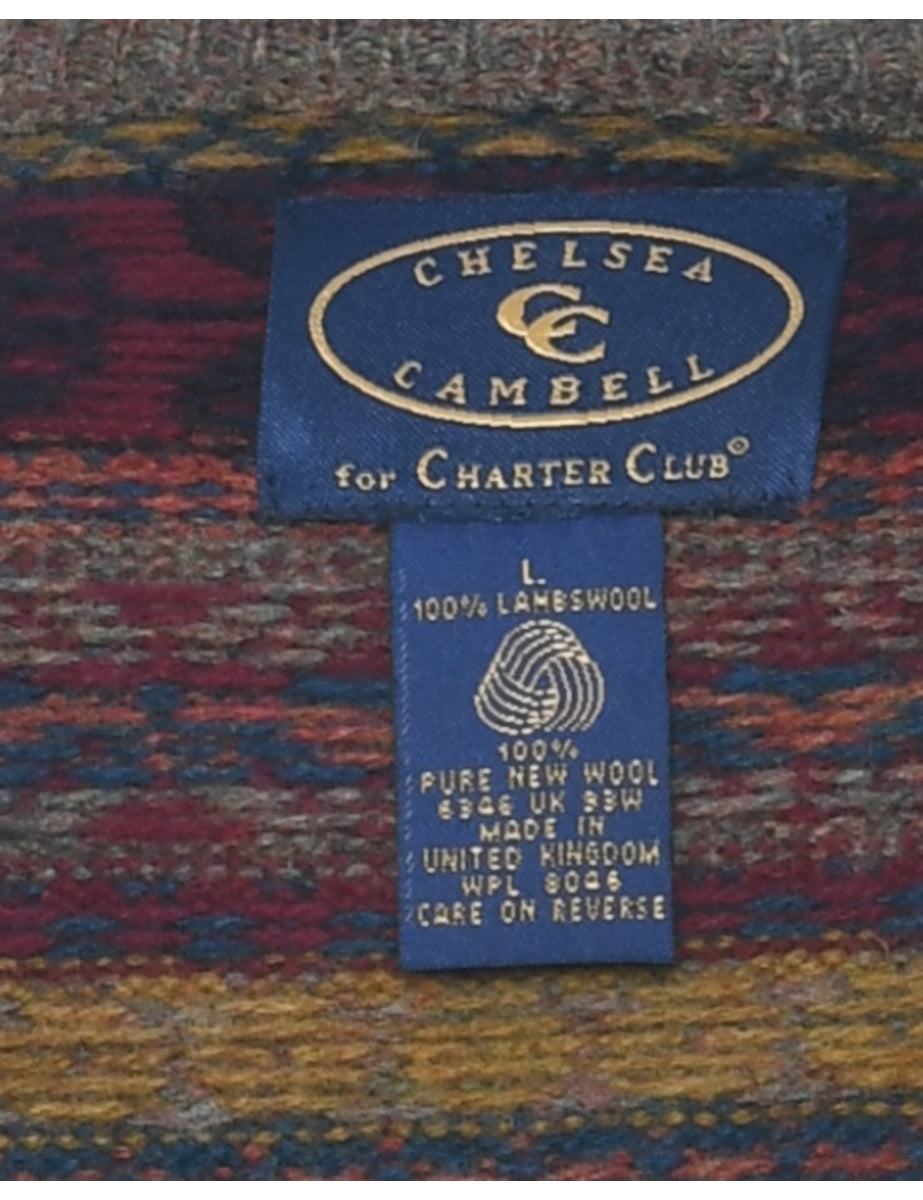 CHELSEA
CC
CAMBELL
for CHARTER CLUB©
L.
100% LAMBSWOOL
100%
PURE NEW WOOL
6346 UK 93W
MADE IN
UNITED KINGDOM
WPL 8046
CARE ON REVERSE